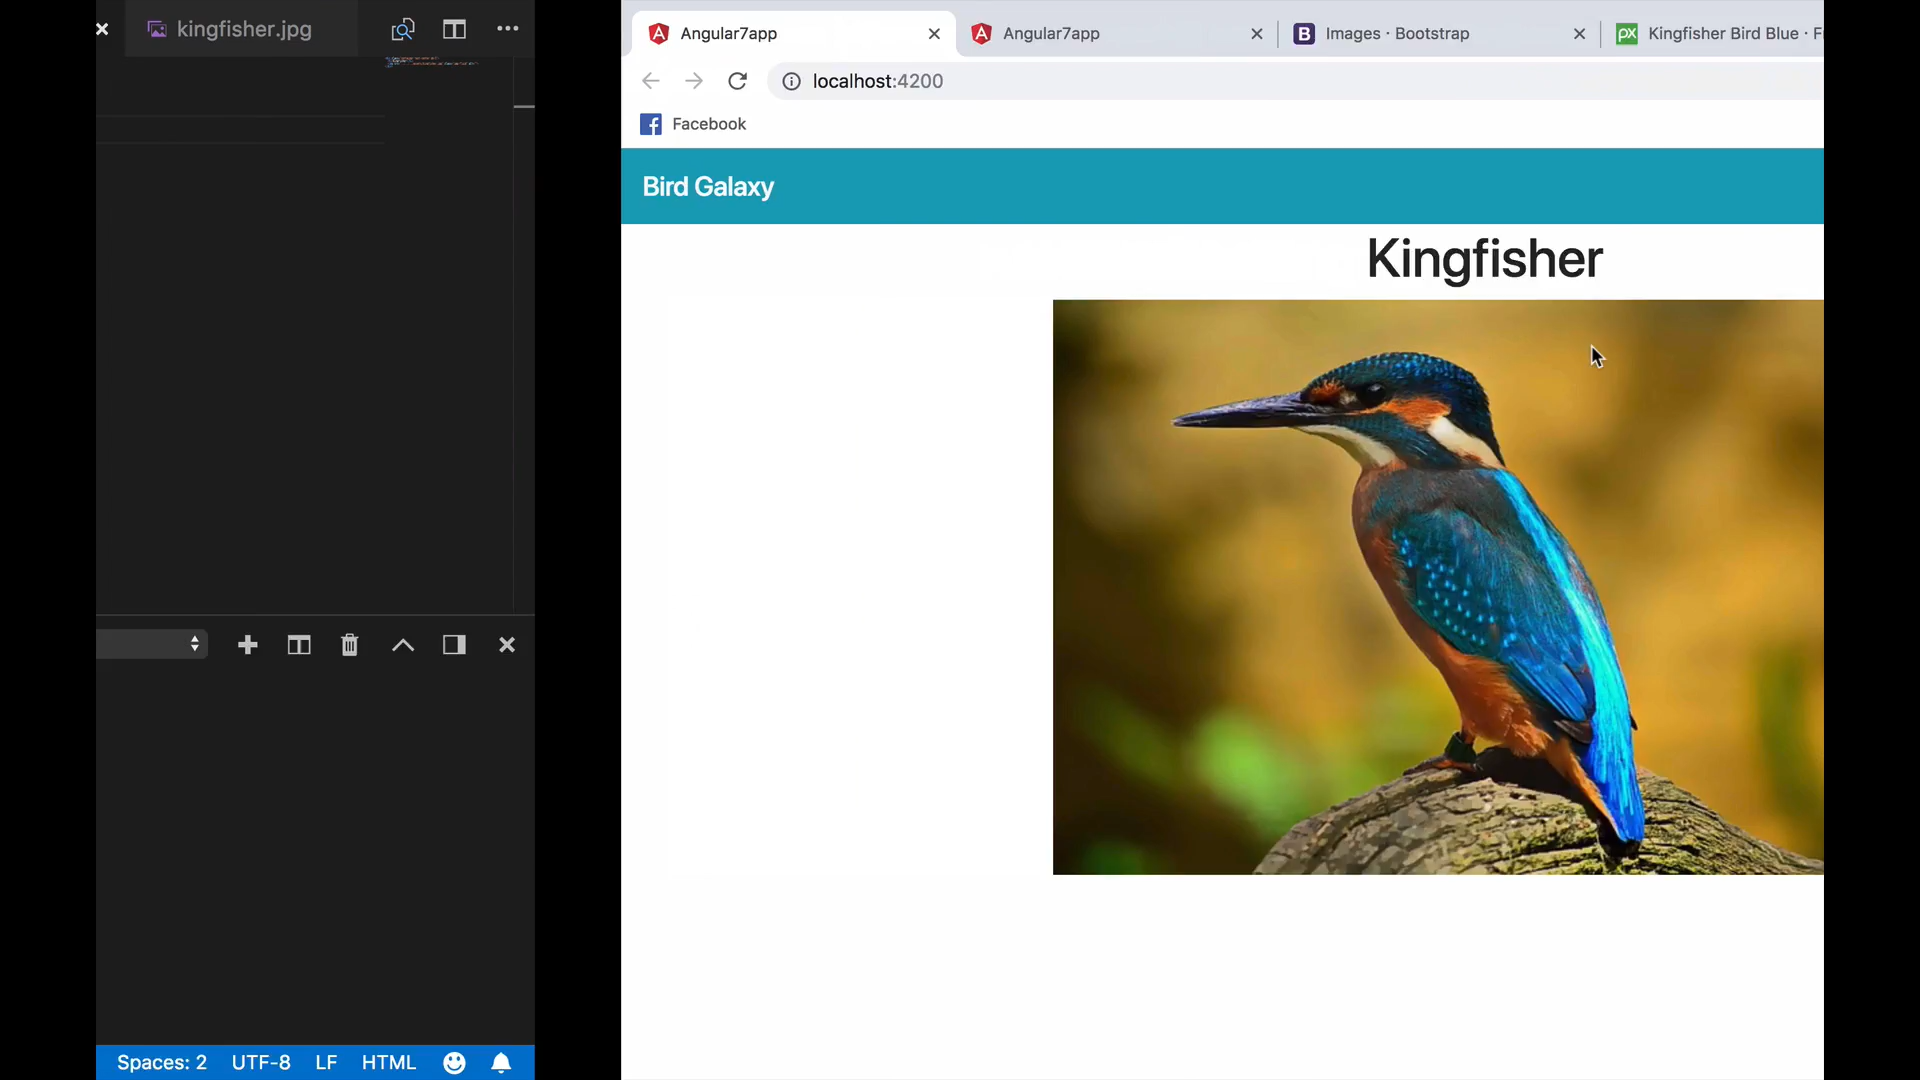 kingfisher.jpg
Angular7app
Angular7app
Images · Bootstrap
Kingfisher Bird Blue · F
localhost:4200
Facebook
Bird Galaxy
Kingfisher
Spaces: 2 UTF-8 LF HTML